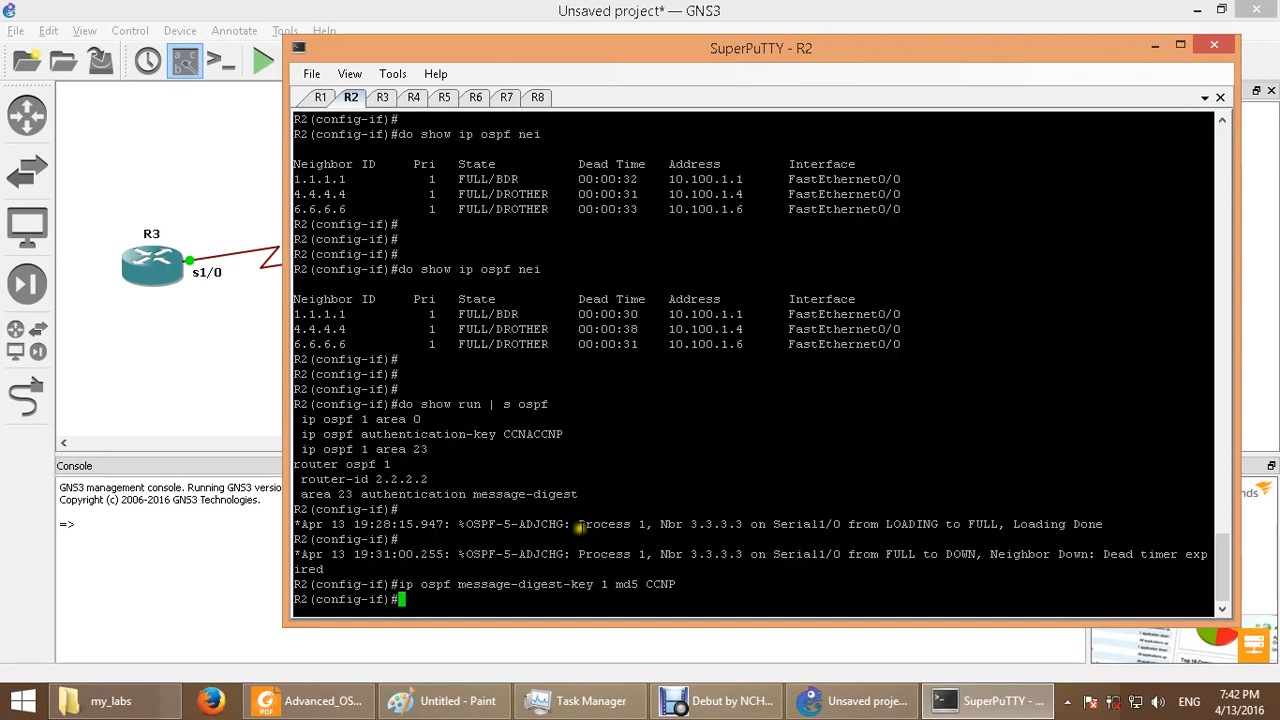 Unsaved project* — GNS3
File Edit View Control Annotate Tools Help
SuperPuTTY - R2
File View Tools Help
R1 R2 R3 R4 R5 R6 R7 R8
R3
s1/0
R2(config-if)#
R2(config-if)#do show ip ospf nei
Neighbor ID Pri State Dead Time Address Interface
1.1.1.1 1 FULL/BDR 00:00:32 10.100.1.1 FastEthernet0/0
4.4.4.4 1 FULL/DROTHER 00:00:31 10.100.1.4 FastEthernet0/0
6.6.6.6 1 FULL/DROTHER 00:00:33 10.100.1.6 FastEthernet0/0
R2(config-if)#
R2(config-if)#
R2(config-if)#
R2(config-if)#do show ip ospf nei
Neighbor ID Pri State Dead Time Address Interface
1.1.1.1 1 FULL/BDR 00:00:30 10.100.1.1 FastEthernet0/0
4.4.4.4 1 FULL/DROTHER 00:00:38 10.100.1.4 FastEthernet0/0
6.6.6.6 1 FULL/DROTHER 00:00:31 10.100.1.6 FastEthernet0/0
R2(config-if)#
R2(config-if)#
R2(config-if)#
R2(config-if)#do show run | s ospf
ip ospf 1 area 0
ip ospf authentication-key CCNACCNP
ip ospf 1 area 23
router ospf 1
router-id 2.2.2.2
area 23 authentication message-digest
R2(config-if)#
*Apr 13 19:28:15.947: %OSPF-5-ADJCHG: Process 1, Nbr 3.3.3.3 on Serial1/0 from LOADING to FULL, Loading Done
R2(config-if)#
*Apr 13 19:31:00.255: %OSPF-5-ADJCHG: Process 1, Nbr 3.3.3.3 on Serial1/0 from FULL to DOWN, Neighbor Down: Dead timer exp
ired
R2(config-if)#ip ospf message-digest-key 1 md5 CCNP
R2(config-if)#
Console
GNS3 management console. Running GNS3 versi
Copyright (c) 2006-2016 GNS3 Technologies.
=>
nds
my_labs
Advanced_OS...
Untitled - Paint
Task Manager
Debut by NCH...
Unsaved proje...
SuperPuTTY - ...
ENG
7:42 PM
4/13/2016